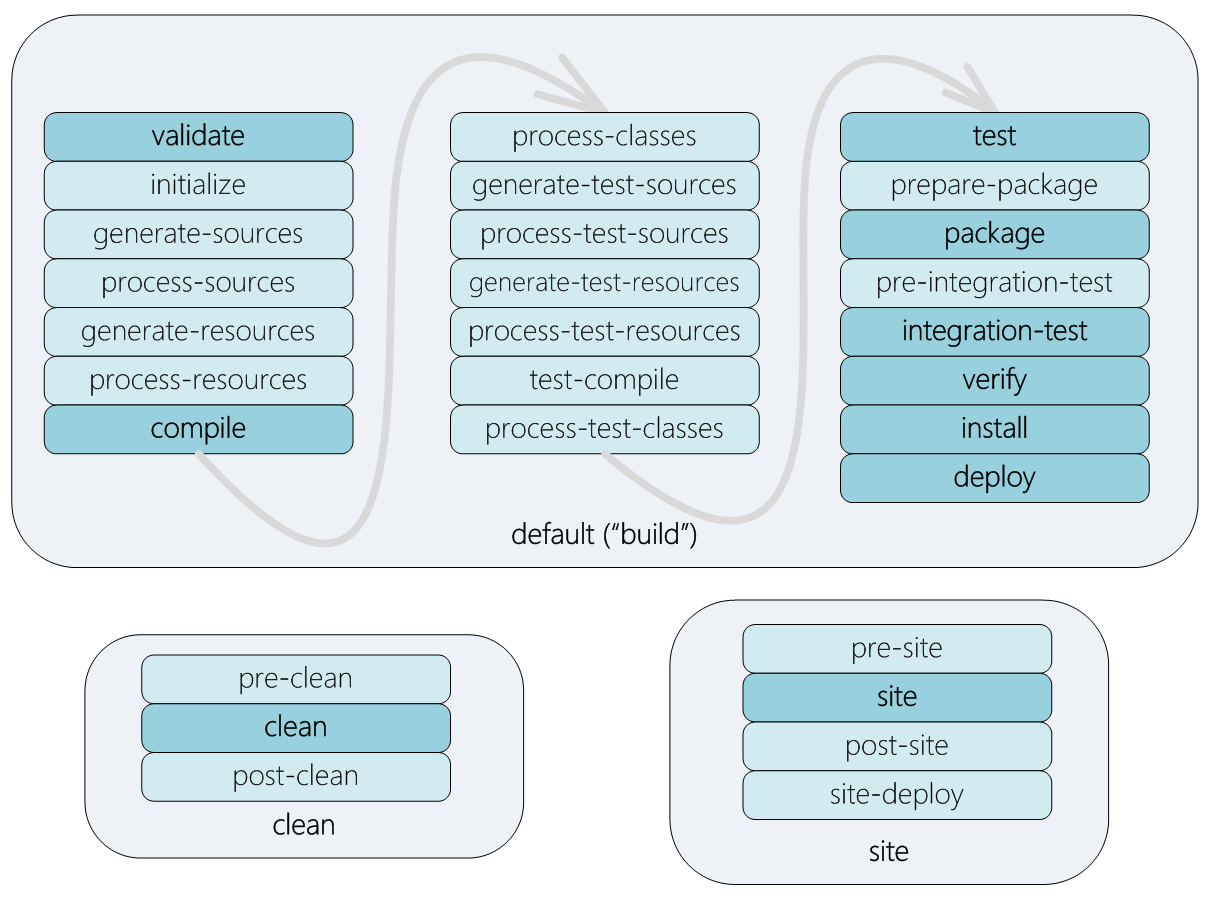 validate
initialize
generate-sources
process-sources
generate-resources
process-resources
compile
process-classes
generate-test-sources
process-test-sources
generate-test-resources
process-test-resources
test-compile
process-test-classes
test
prepare-package
package
pre-integration-test
integration-test
verify
install
deploy
default (“build”)
pre-clean
clean
post-clean
clean
pre-site
site
post-site
site-deploy
site